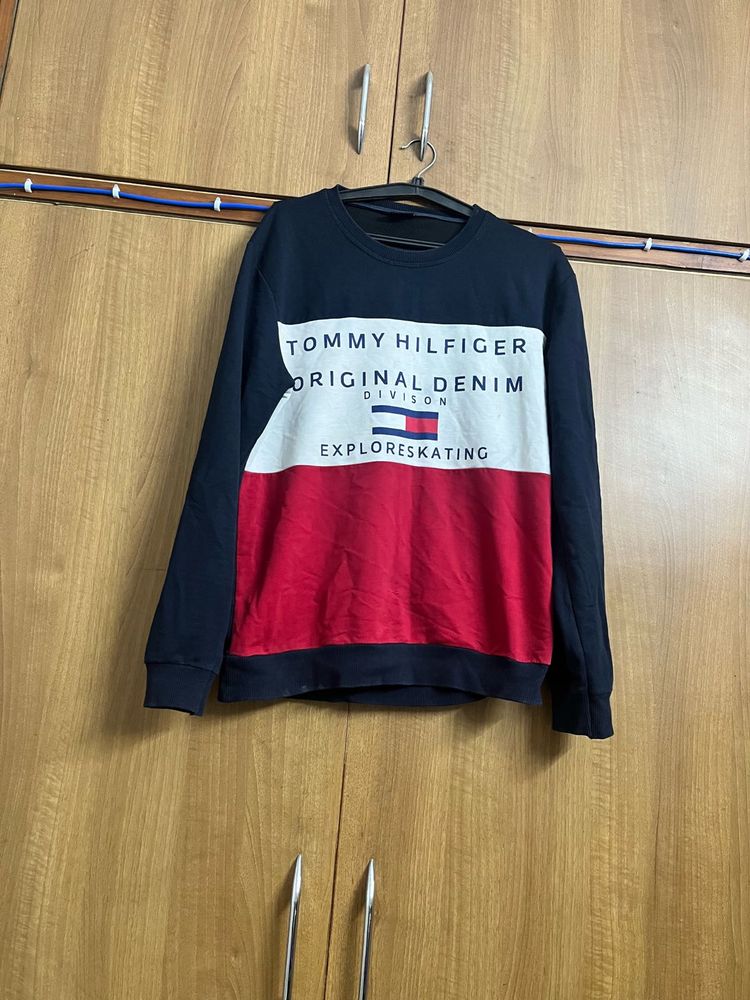 TOMMY HILFIGER
ORIGINAL DENIM
DIVISON
EXPLORESKATING